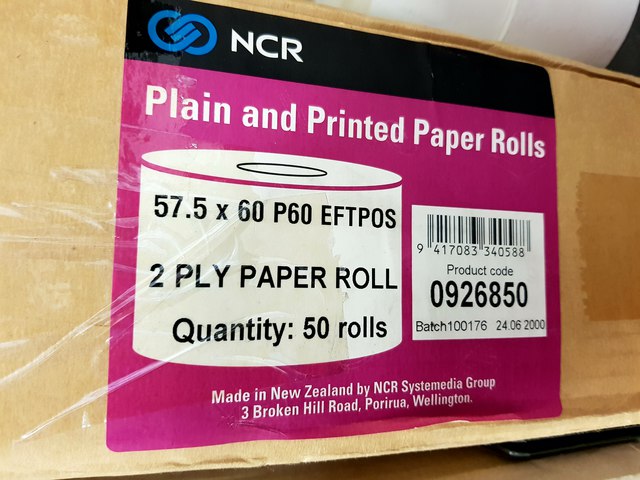 NCR
Plain and Printed Paper Rolls
57.5 x 60 P60 EFTPOS
2 PLY PAPER ROLL
Quantity: 50 rolls
9 417083 340588
Product code
0926850
Batch100176 24.06 2000
Made in New Zealand by NCR Systemedia Group
3 Broken Hill Road, Porirua, Wellington.